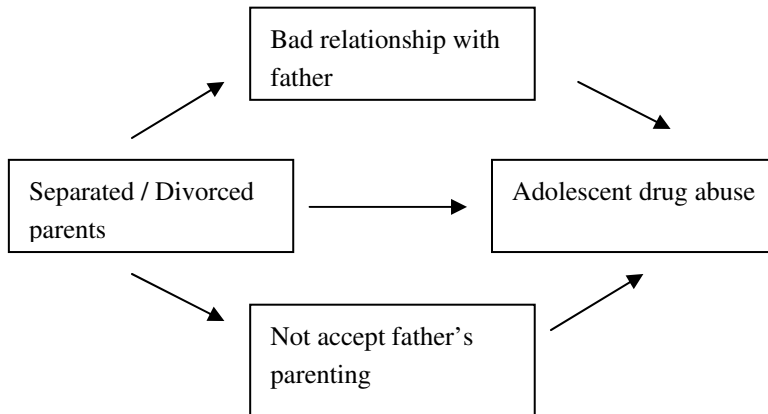 Bad relationship with
father
Separated / Divorced
parents
Adolescent drug abuse
Not accept father’s
parenting